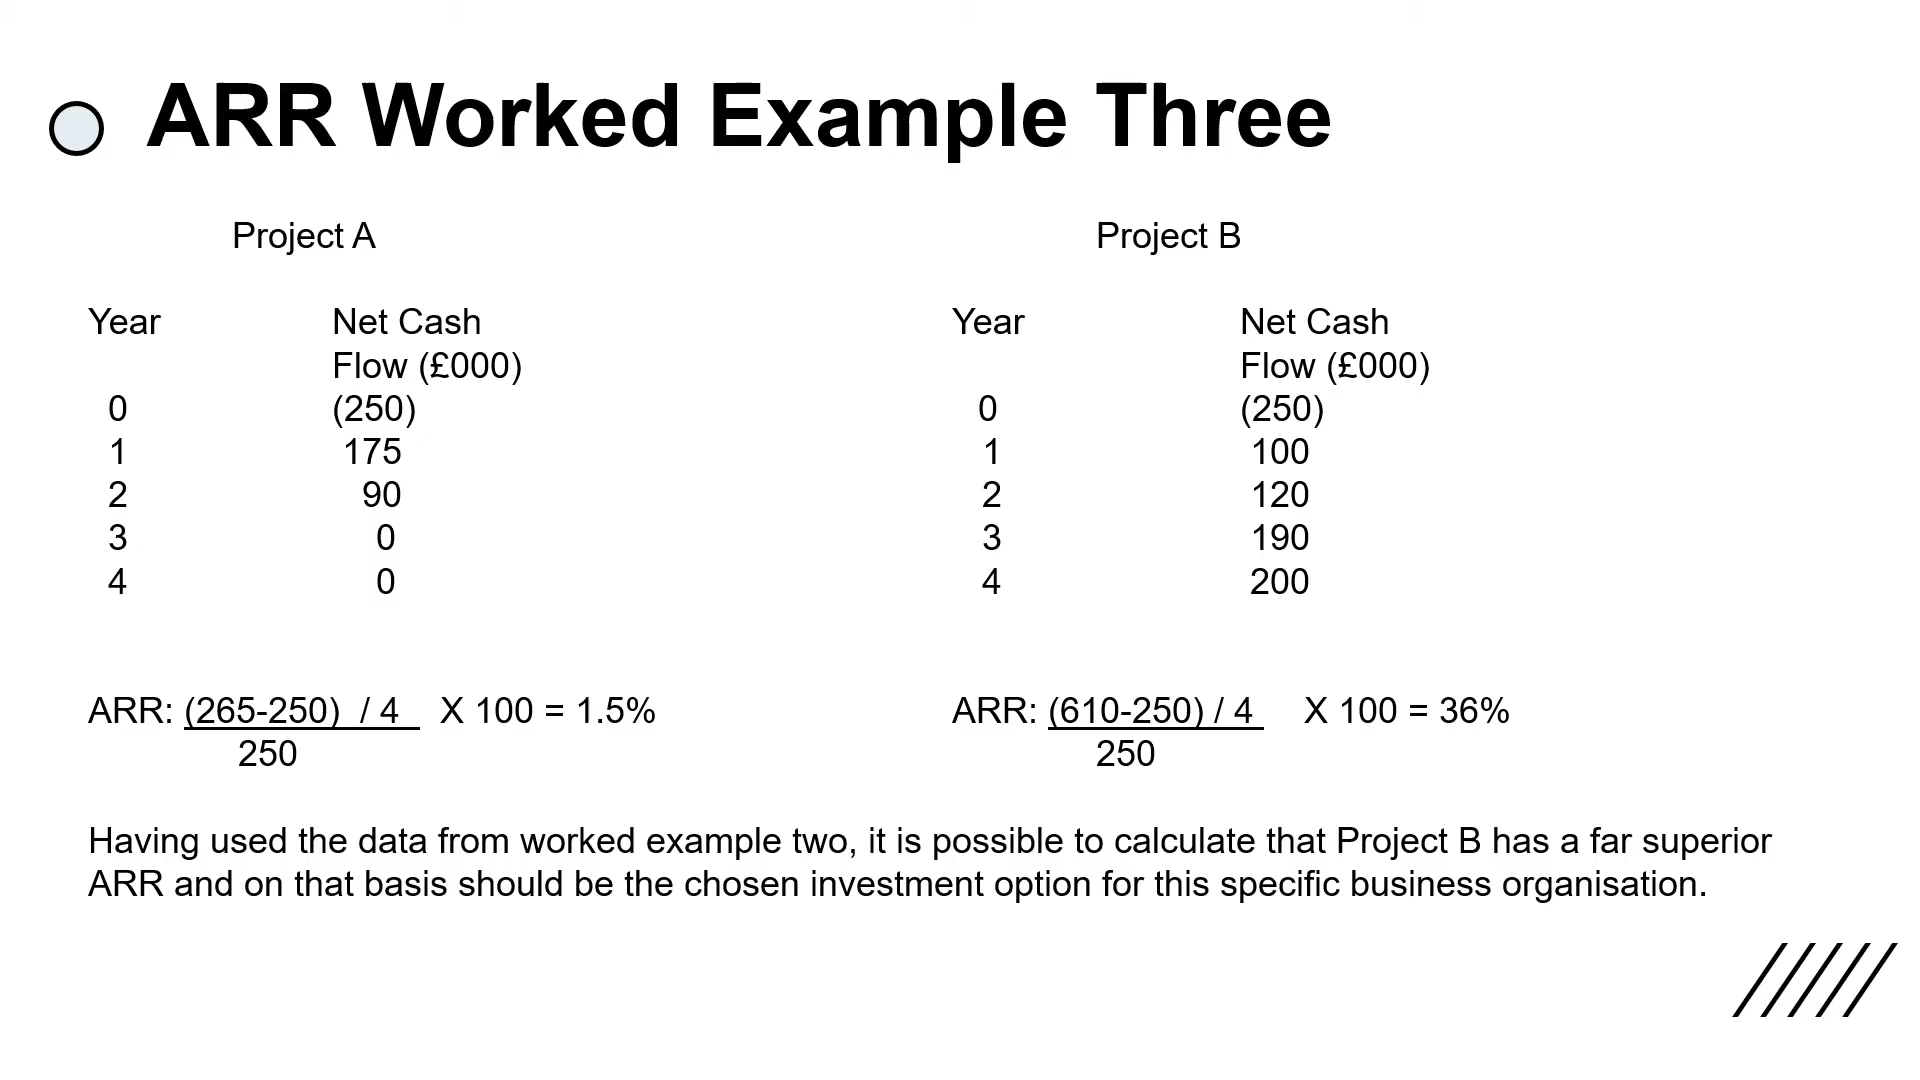 ARR Worked Example Three
Project A Project B
Year Net Cash Year Net Cash
Flow (£000) Flow (£000)
0 (250) 0 (250)
1 175 1 100
2 90 2 120
3 0 3 190
4 0 4 200
ARR: (265-250) / 4 X 100 = 1.5% ARR: (610-250) / 4 X 100 = 36%
250 250
Having used the data from worked example two, it is possible to calculate that Project B has a far superior
ARR and on that basis should be the chosen investment option for this specific business organisation.